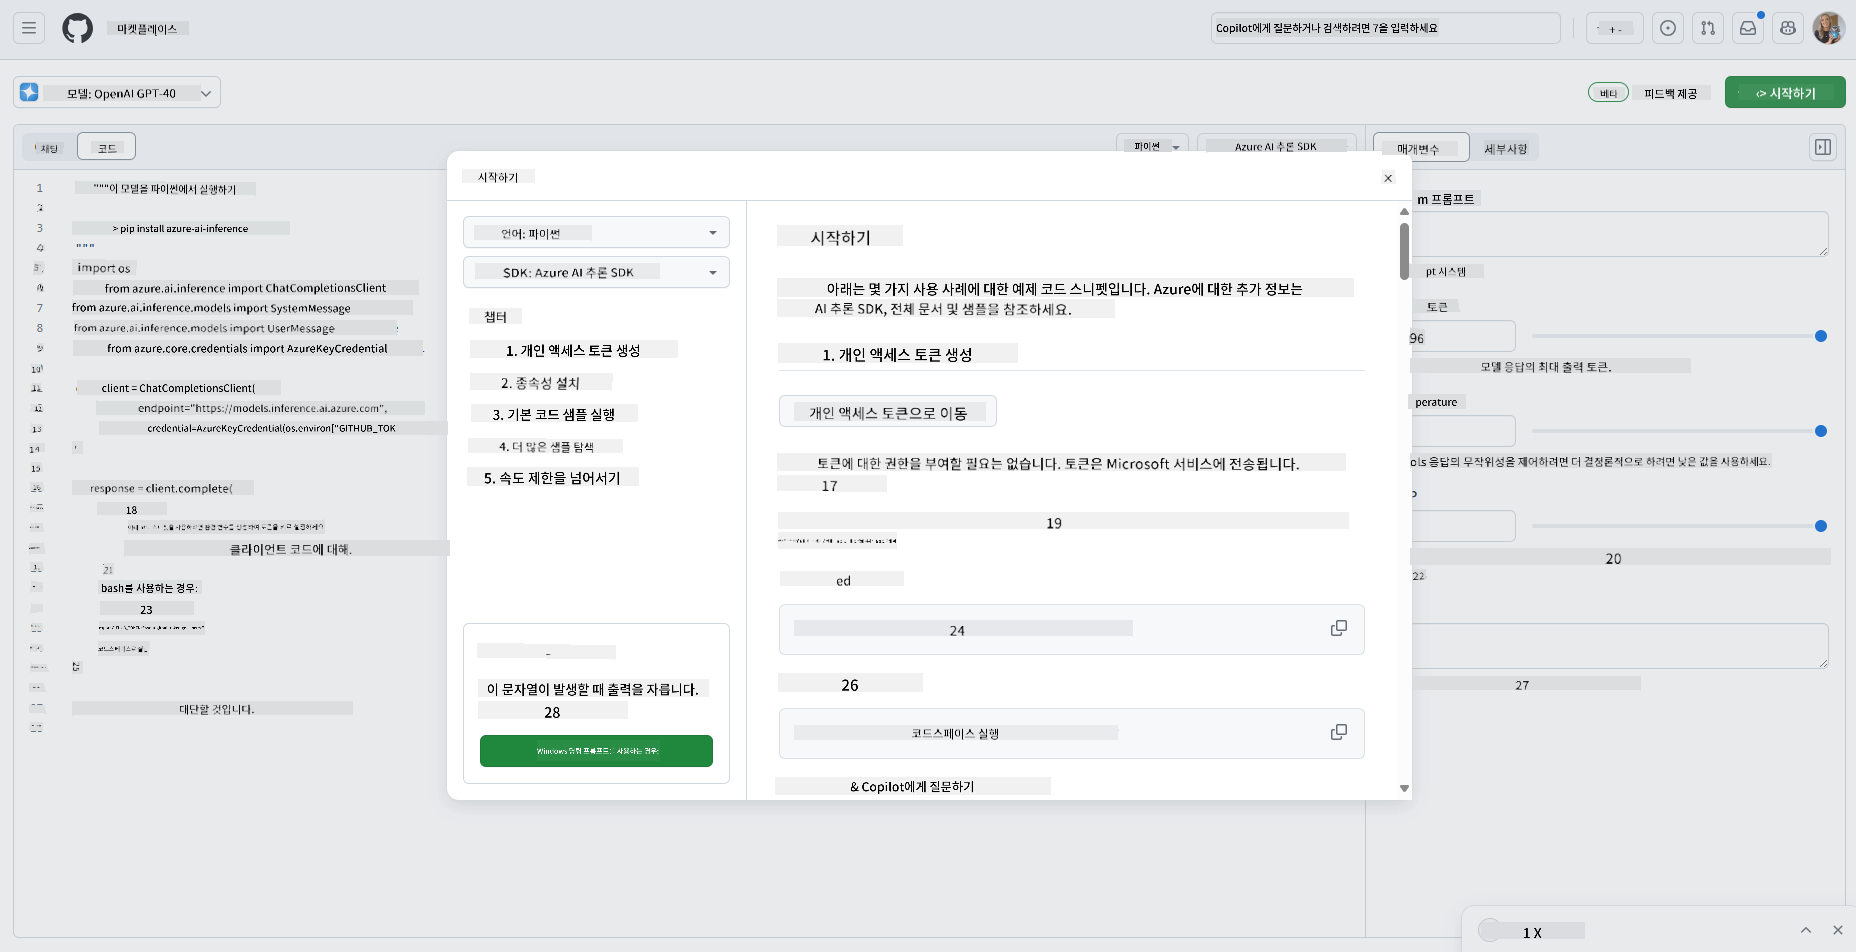 마켓플레이스
Copilot에게 질문하거나 검색하려면 7을 입력하세요
모델: OpenAI GPT-40
베타
피드백 제공
시작하기
채팅
코드
파이썬
Azure AI 추론 SDK
매개변수
세부사항
1 """이 모델을 파이썬에서 실행하기
2
3 > pip install azure-ai-inference
4 """
import os
from azure.ai.inference import ChatCompletionsClient
7 from azure.ai.inference.models import SystemMessage
8 from azure.ai.inference.models import UserMessage
9 from azure.core.credentials import AzureKeyCredential
10
11 client = ChatCompletionsClient(
12 endpoint="https://models.inference.ai.azure.com",
13 credential=AzureKeyCredential(os.environ["GITHUB_TOK
14
15
response = client.complete(
18
클라이언트 코드에 대해.
21
bash를 사용하는 경우:
23
25
대단할 것입니다.
시작하기
언어: 파이썬
SDK: Azure AI 추론 SDK
챕터
1. 개인 액세스 토큰 생성
2. 종속성 설치
3. 기본 코드 샘플 실행
4. 더 많은 샘플 탐색
5. 속도 제한을 넘어서기
이 문자열이 발생할 때 출력을 자릅니다.
28
Windows 명령 프롬프트를 사용하는 경우:
시작하기
아래는 몇 가지 사용 사례에 대한 예제 코드 스니펫입니다. Azure에 대한 추가 정보는
AI 추론 SDK, 전체 문서 및 샘플을 참조하세요.
1. 개인 액세스 토큰 생성
개인 액세스 토큰으로 이동
토큰에 대한 권한을 부여할 필요는 없습니다. 토큰은 Microsoft 서비스에 전송됩니다.
17
19
ed
24
26
코드스페이스 실행
& Copilot에게 질문하기
m 프롬프트
pt 시스템
토큰
96
모델 응답의 최대 출력 토큰.
perature
ols 응답의 무작위성을 제어하려면 더 결정론적으로 하려면 낮은 값을 사용하세요.
20
22
27
1 X